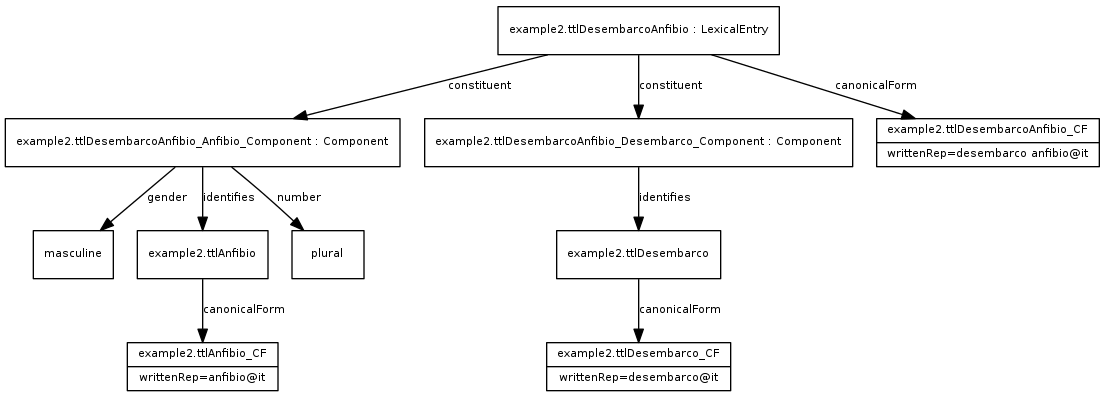 example2.ttlDesembarcoAnfibio : LexicalEntry
constituent
constituent
canonicalForm
example2.ttlDesembarcoAnfibio_Anfibio_Component : Component
example2.ttlDesembarcoAnfibio_Desembarco_Component : Component
example2.ttlDesembarcoAnfibio_CF
writtenRep=desembarco anfibio@it
gender
identifies
number
identifies
masculine
example2.ttlAnfibio
plural
example2.ttlDesembarco
canonicalForm
canonicalForm
example2.ttlAnfibio_CF
writtenRep=anfibio@it
example2.ttlDesembarco_CF
writtenRep=desembarco@it